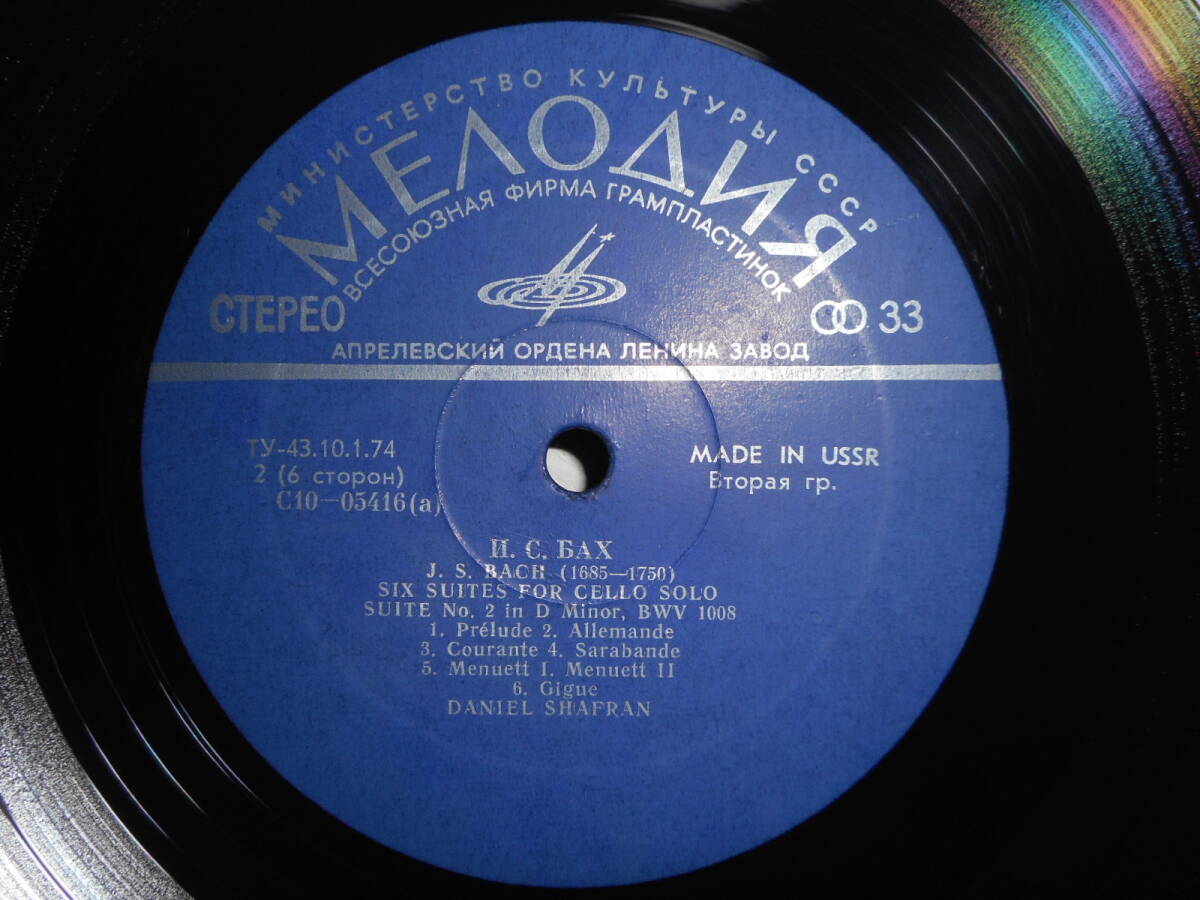 МИНИСТЕРСТВО КУЛЬТУРЫ СССР
МЕЛОДИЯ
ВСЕСОЮЗНАЯ ФИРМА ГРАМПЛАСТИНОК
СТЕРЕО
33
АПРЕЛЕВСКИЙ ОРДЕНА ЛЕНИНА ЗАВОД
ТУ-43.10.1.74
2 (6 сторон)
С10—05416(а)
MADE IN USSR
Вторая гр.
И. С. БАХ
J. S. BACH (1685—1750)
SIX SUITES FOR CELLO SOLO
SUITE No. 2 in D Minor, BWV 1008
1. Prélude 2. Allemande
3. Courante 4. Sarabande
5. Menuett I. Menuett II
6. Gigue
DANIEL SHAFRAN